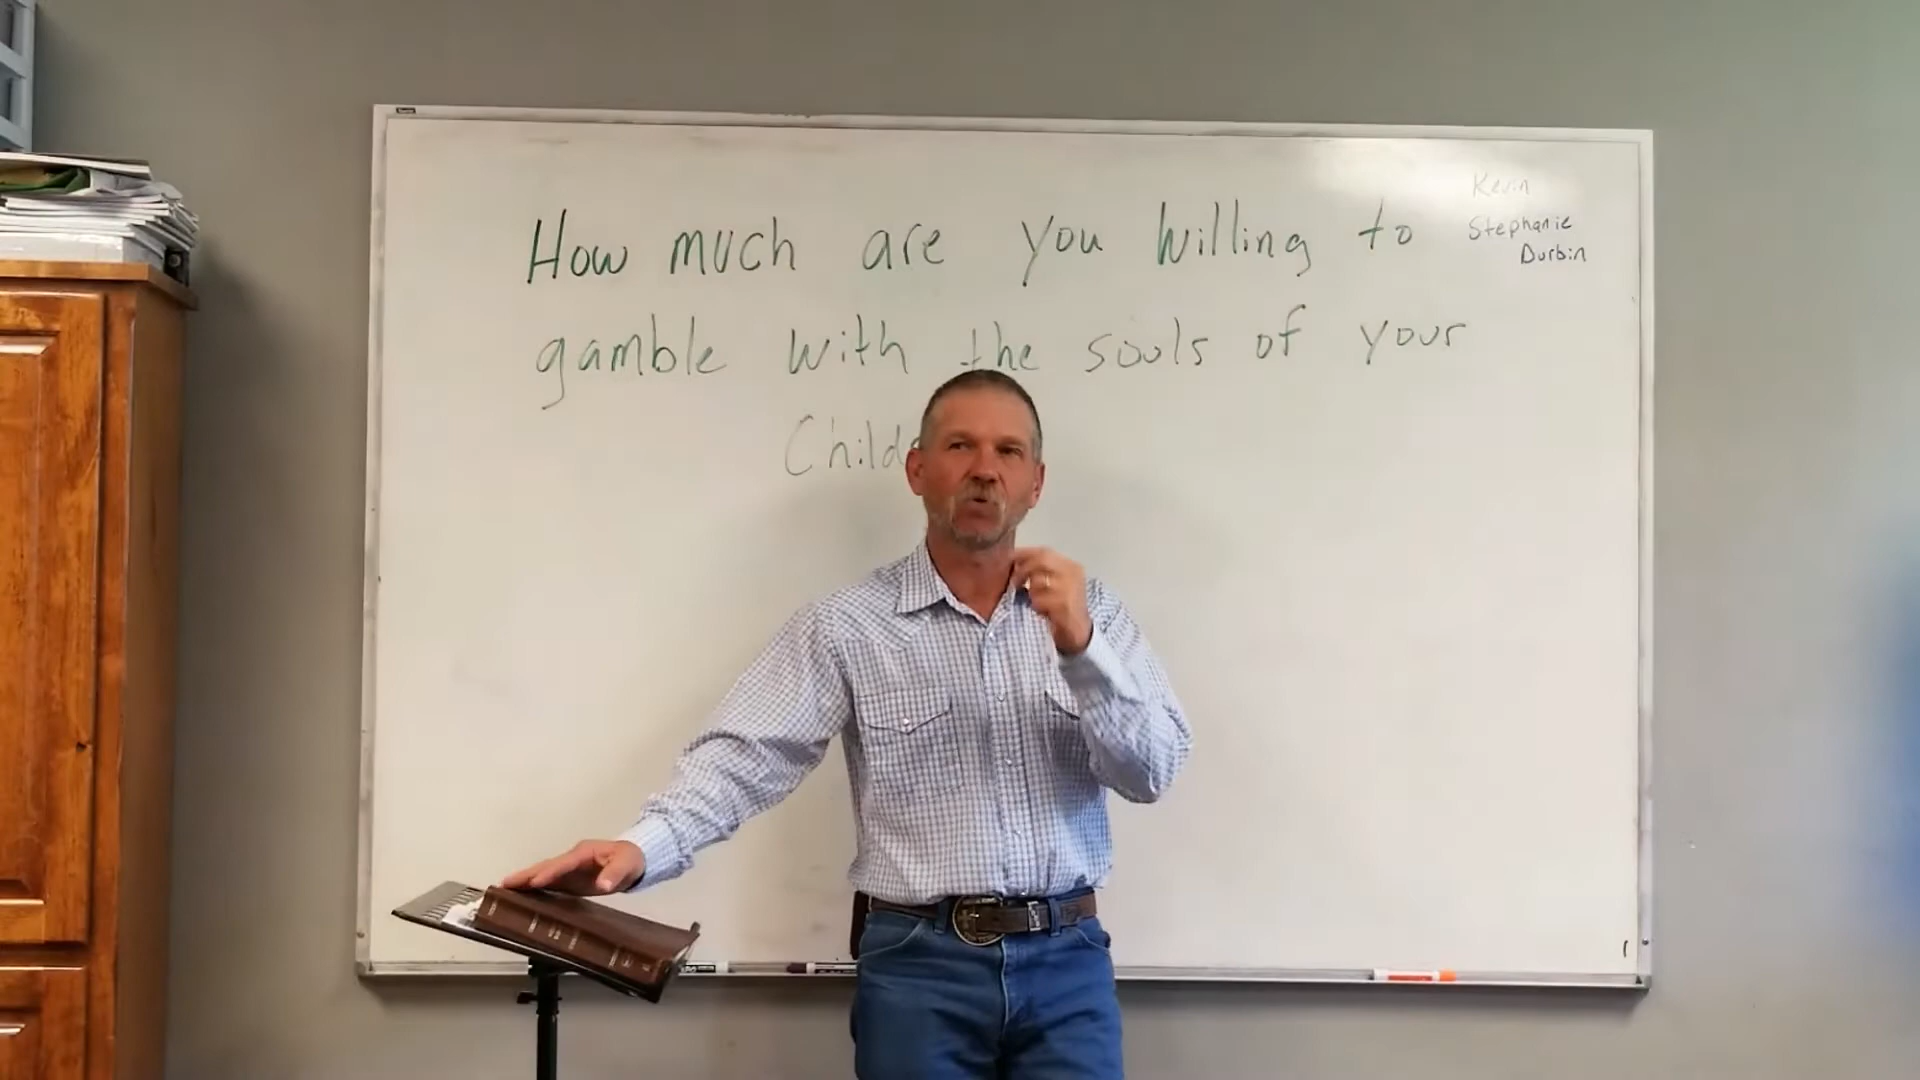 How much are you willing to
gamble with the souls of your
Child
Kevin
Stephanie
Durbin